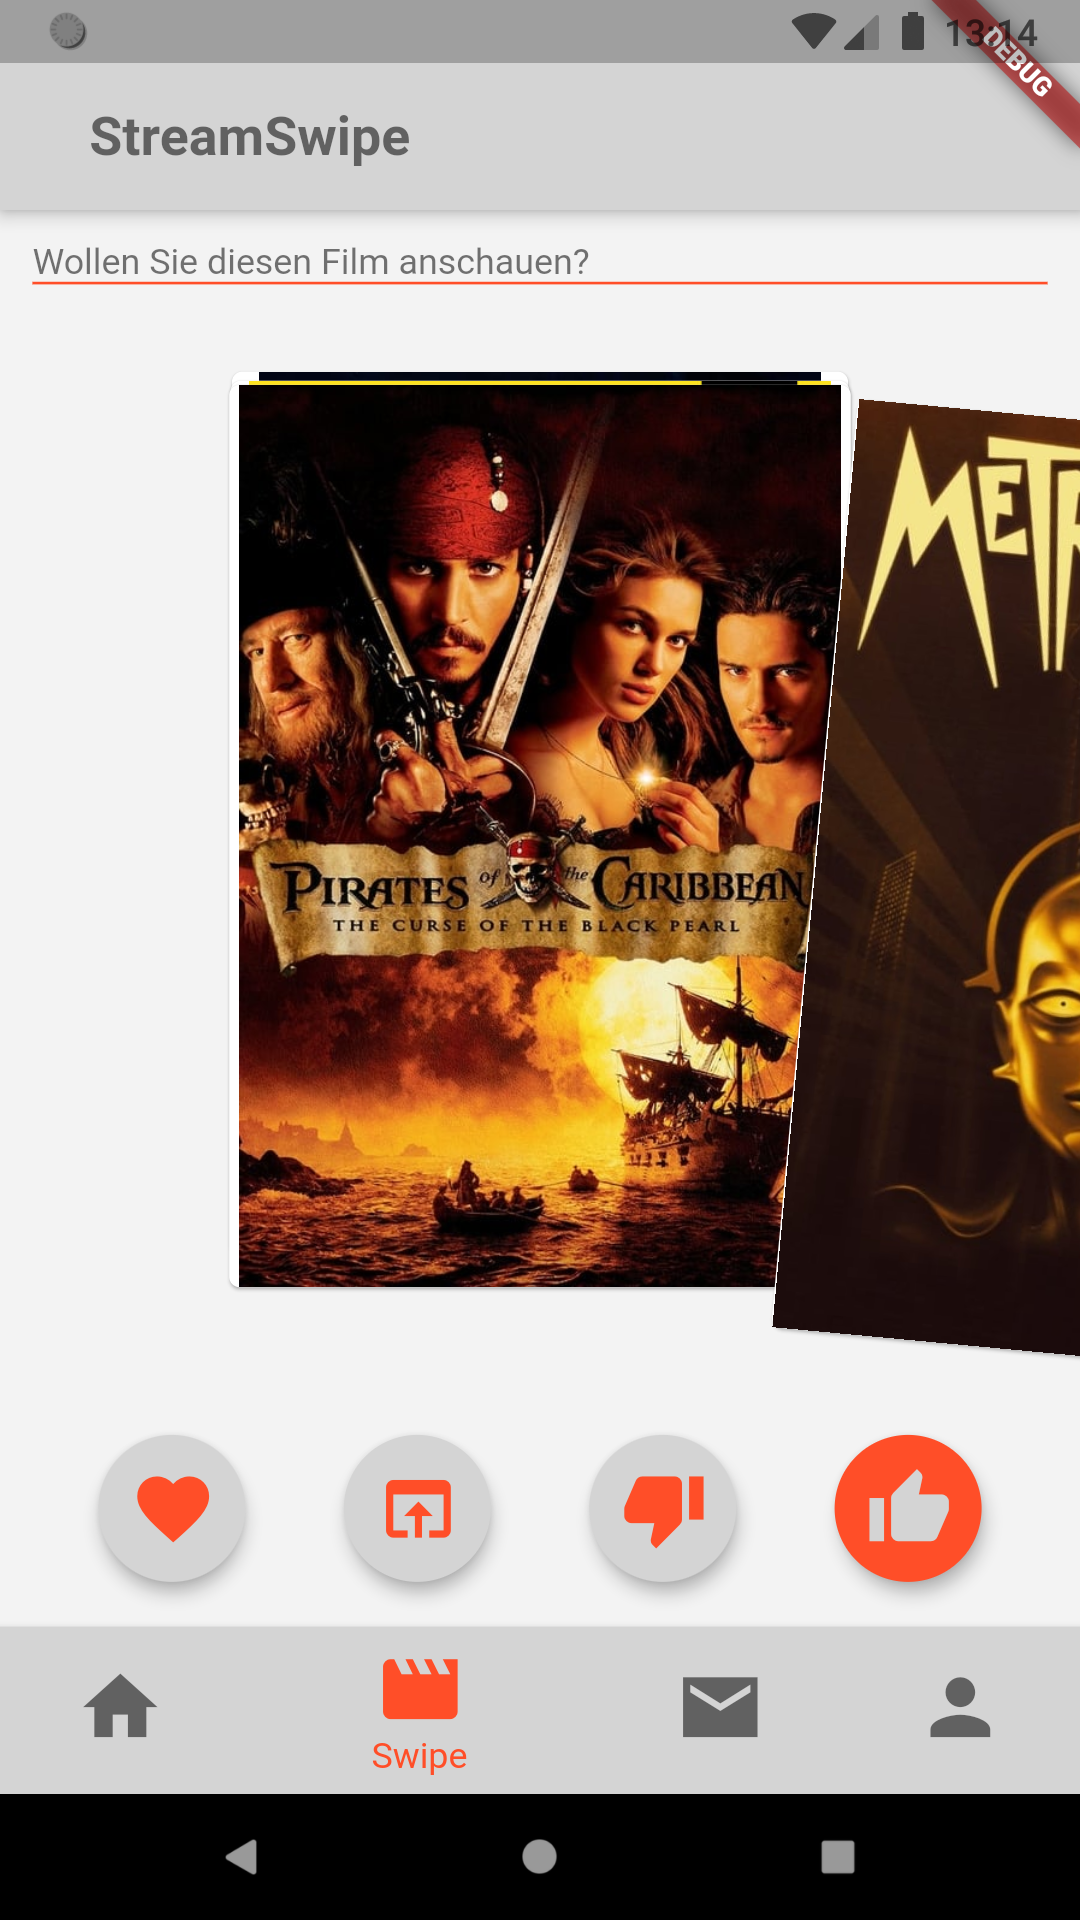 13:14
DEBUG
StreamSwipe
Wollen Sie diesen Film anschauen?
METR
PIRATES of the CARIBBEAN
THE CURSE OF THE BLACK PEARL
Swipe